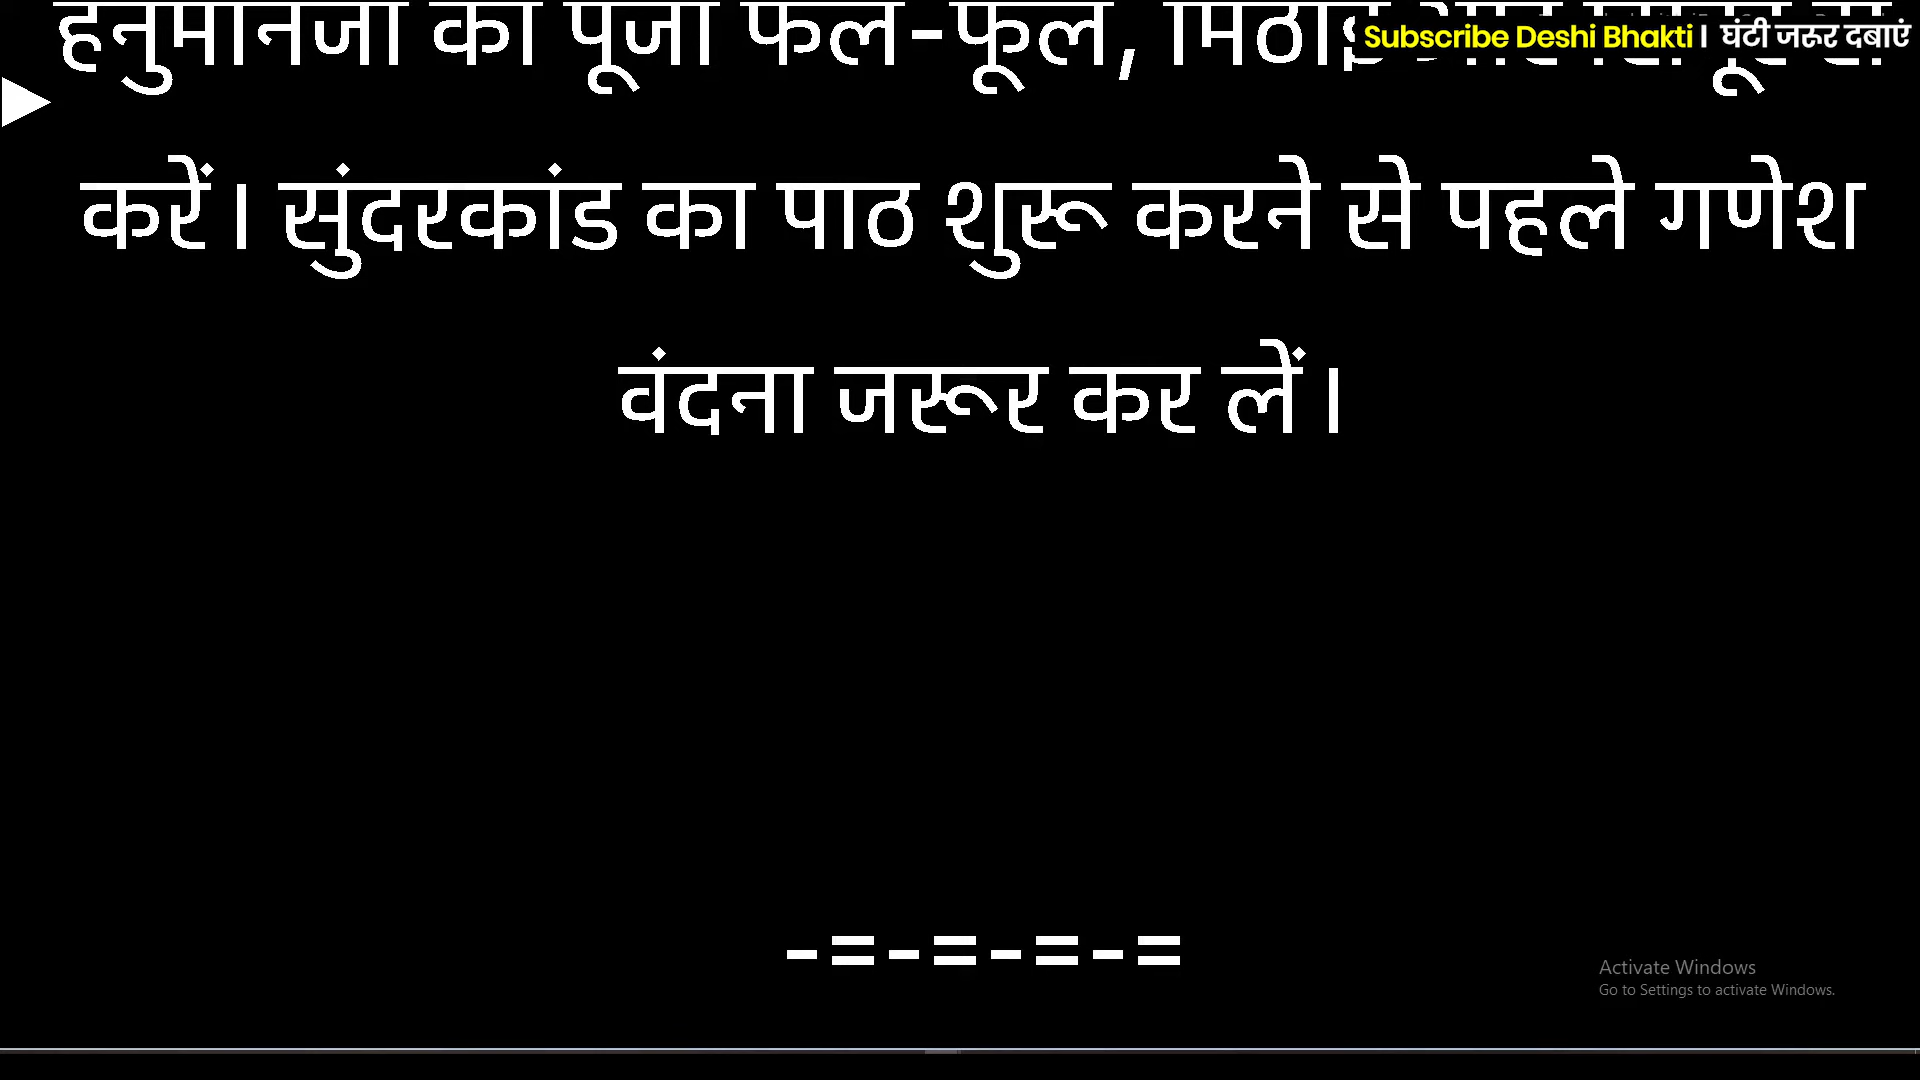 हनुमानजी की पूजा फल-फूल, मिठाई
Subscribe Deshi Bhakti। घंटी जरूर दबाएं
करें। सुंदरकांड का पाठ शुरू करने से पहले गणेश
वंदना जरूर कर लें।
-=-=-=-=
Activate Windows
Go to Settings to activate Windows.